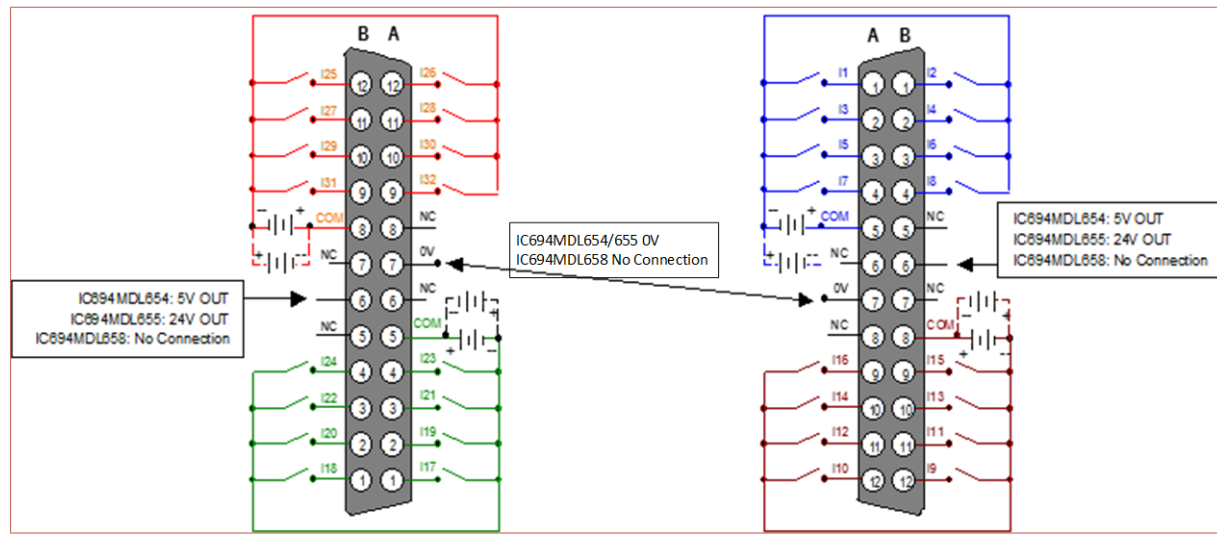 B A
I25 12 12 I26
I27 11 11 I28
I29 10 10 I30
I31 9 9 I32
− + COM 8 8 NC
+ -- NC 7 7 0V
IC694MDL654: 5V OUT
IC694MDL655: 24V OUT
IC694MDL658: No Connection
6 6 NC − +
NC 5 5 COM + --
I24 4 4 I23
I22 3 3 I21
I20 2 2 I19
I18 1 1 I17
IC694MDL654/655 0V
IC694MDL658 No Connection
A B
I1 1 1 I2
I3 2 2 I4
I5 3 3 I6
I7 4 4 I8
− + COM 5 5 NC
+ -- NC 6 6
IC694MDL654: 5V OUT
IC694MDL655: 24V OUT
IC694MDL658: No Connection
0V 7 7 NC − +
NC 8 8 COM + --
I16 9 9 I15
I14 10 10 I13
I12 11 11 I11
I10 12 12 I9